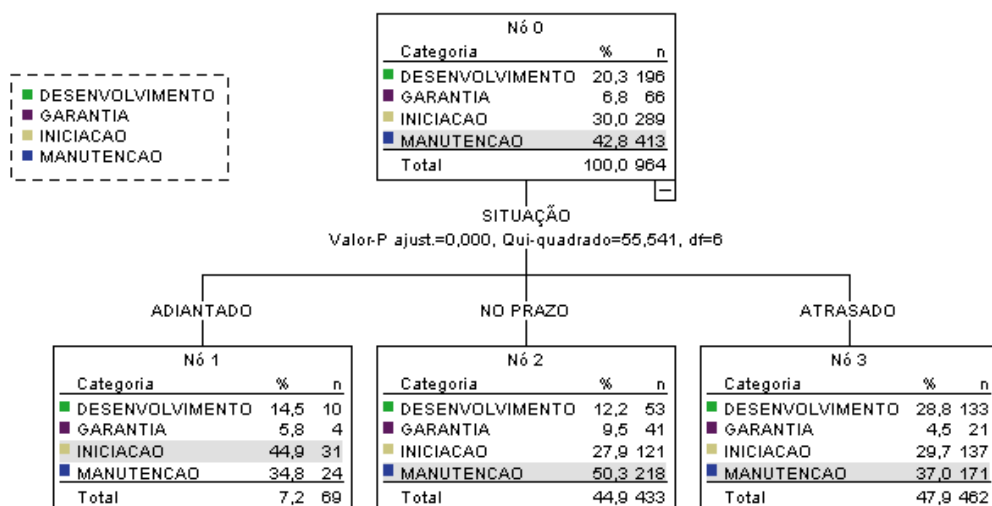 DESENVOLVIMENTO
GARANTIA
INICIACAO
MANUTENCAO
Nó 0
Categoria % n
DESENVOLVIMENTO 20,3 196
GARANTIA 6,8 66
INICIACAO 30,0 289
MANUTENCAO 42,8 413
Total 100,0 964
SITUAÇÃO
Valor-P ajust.=0,000, Qui-quadrado=55,541, df=6
ADIANTADO
NO PRAZO
ATRASADO
Nó 1
Categoria % n
DESENVOLVIMENTO 14,5 10
GARANTIA 5,8 4
INICIACAO 44,9 31
MANUTENCAO 34,8 24
Total 7,2 69
Nó 2
Categoria % n
DESENVOLVIMENTO 12,2 53
GARANTIA 9,5 41
INICIACAO 27,9 121
MANUTENCAO 50,3 218
Total 44,9 433
Nó 3
Categoria % n
DESENVOLVIMENTO 28,8 133
GARANTIA 4,5 21
INICIACAO 29,7 137
MANUTENCAO 37,0 171
Total 47,9 462